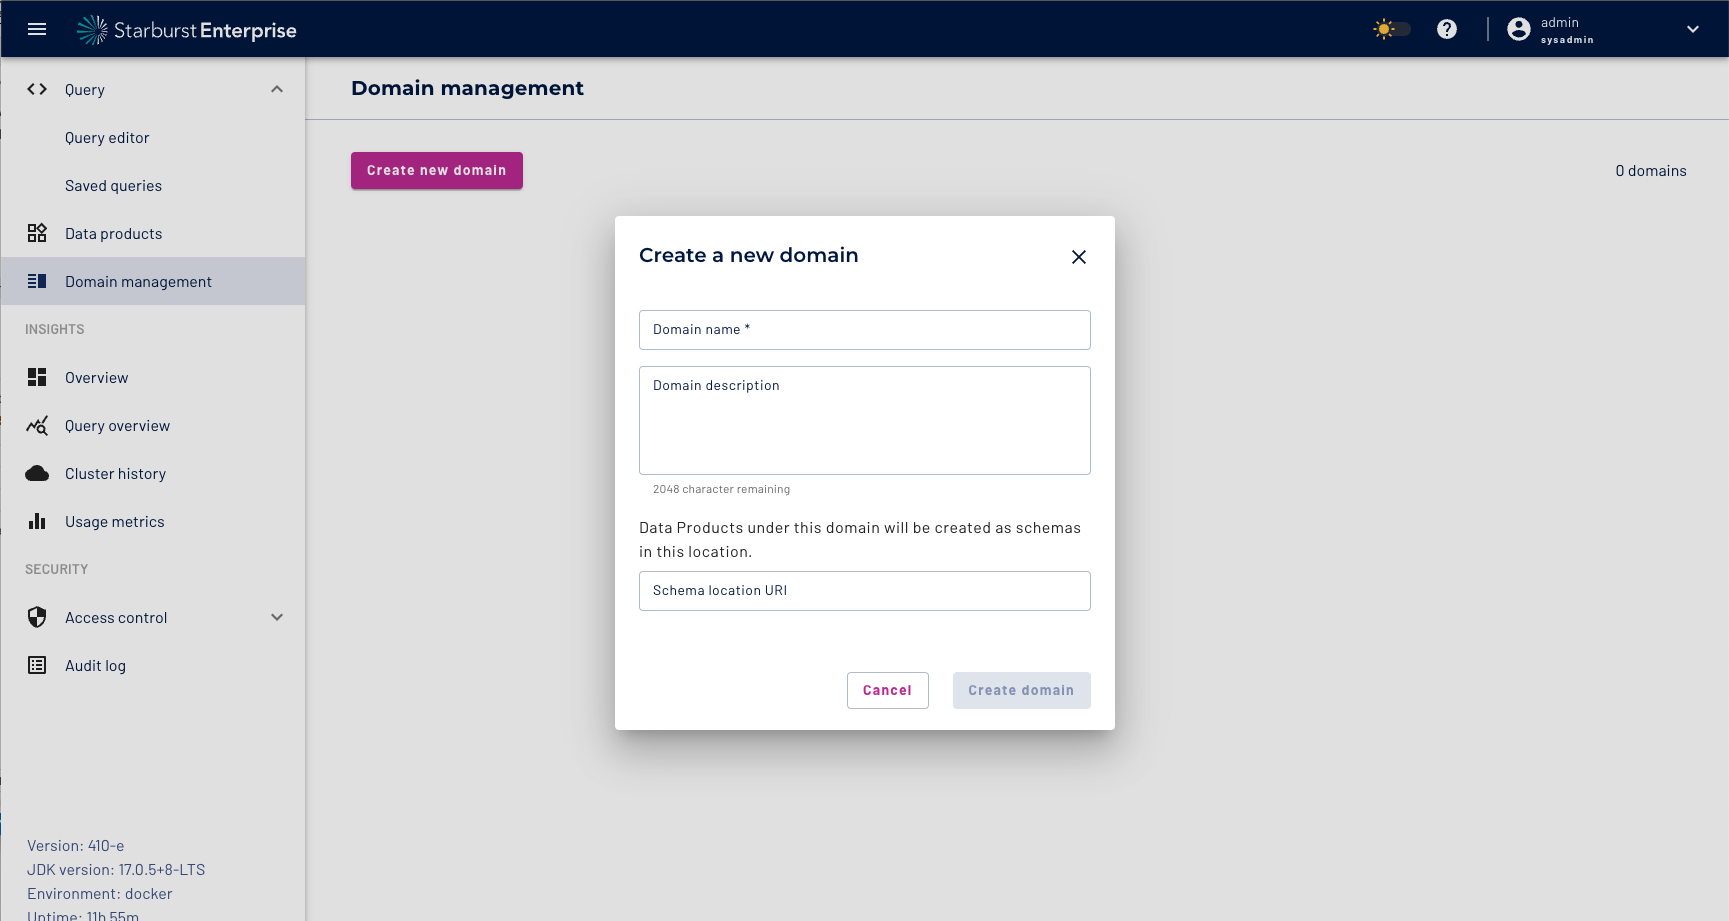 Starburst Enterprise
admin
sysadmin
Query
Query editor
Saved queries
Data products
Domain management
INSIGHTS
Overview
Query overview
Cluster history
Usage metrics
SECURITY
Access control
Audit log
Version: 410-e
JDK version: 17.0.5+8-LTS
Environment: docker
Uptime: 11h 55m
Domain management
Create new domain
0 domains
Create a new domain
Domain name *
Domain description
2048 character remaining
Data Products under this domain will be created as schemas
in this location.
Schema location URI
Cancel
Create domain